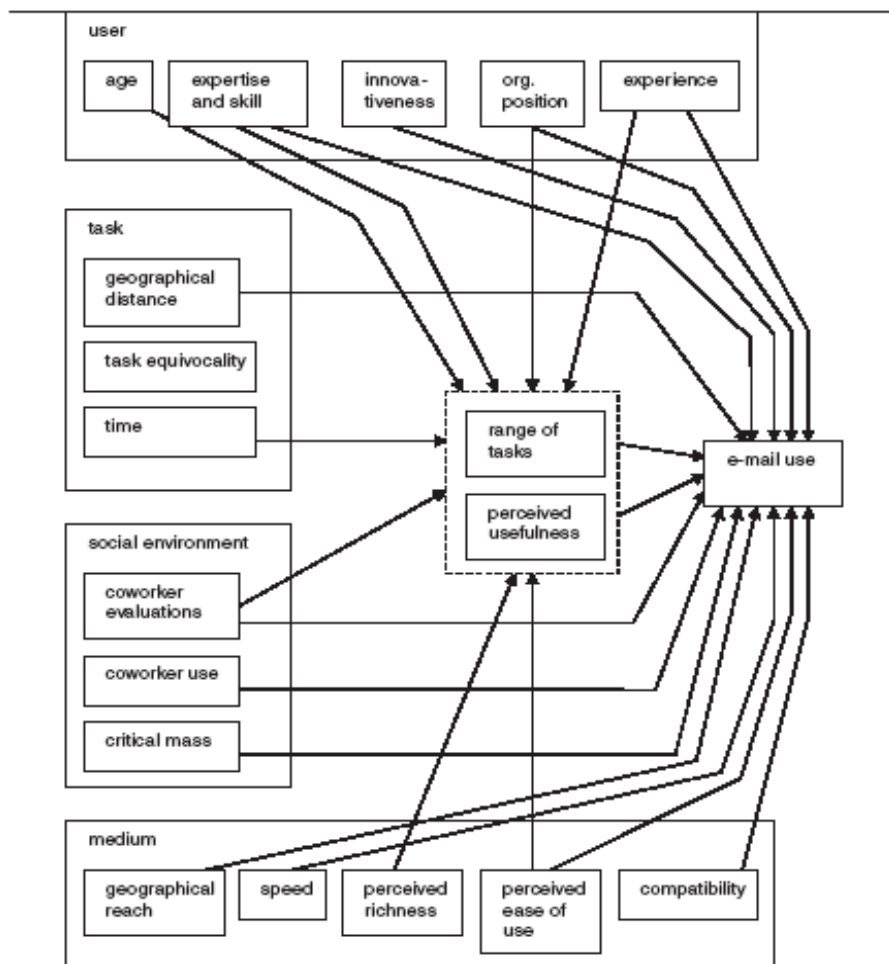 user
age
expertise
and skill
innova-
tiveness
org.
position
experience
task
geographical
distance
task equivocality
time
range of
tasks
perceived
usefulness
e-mail use
social environment
coworker
evaluations
coworker use
critical mass
medium
geographical
reach
speed
perceived
richness
perceived
ease of
use
compatibility